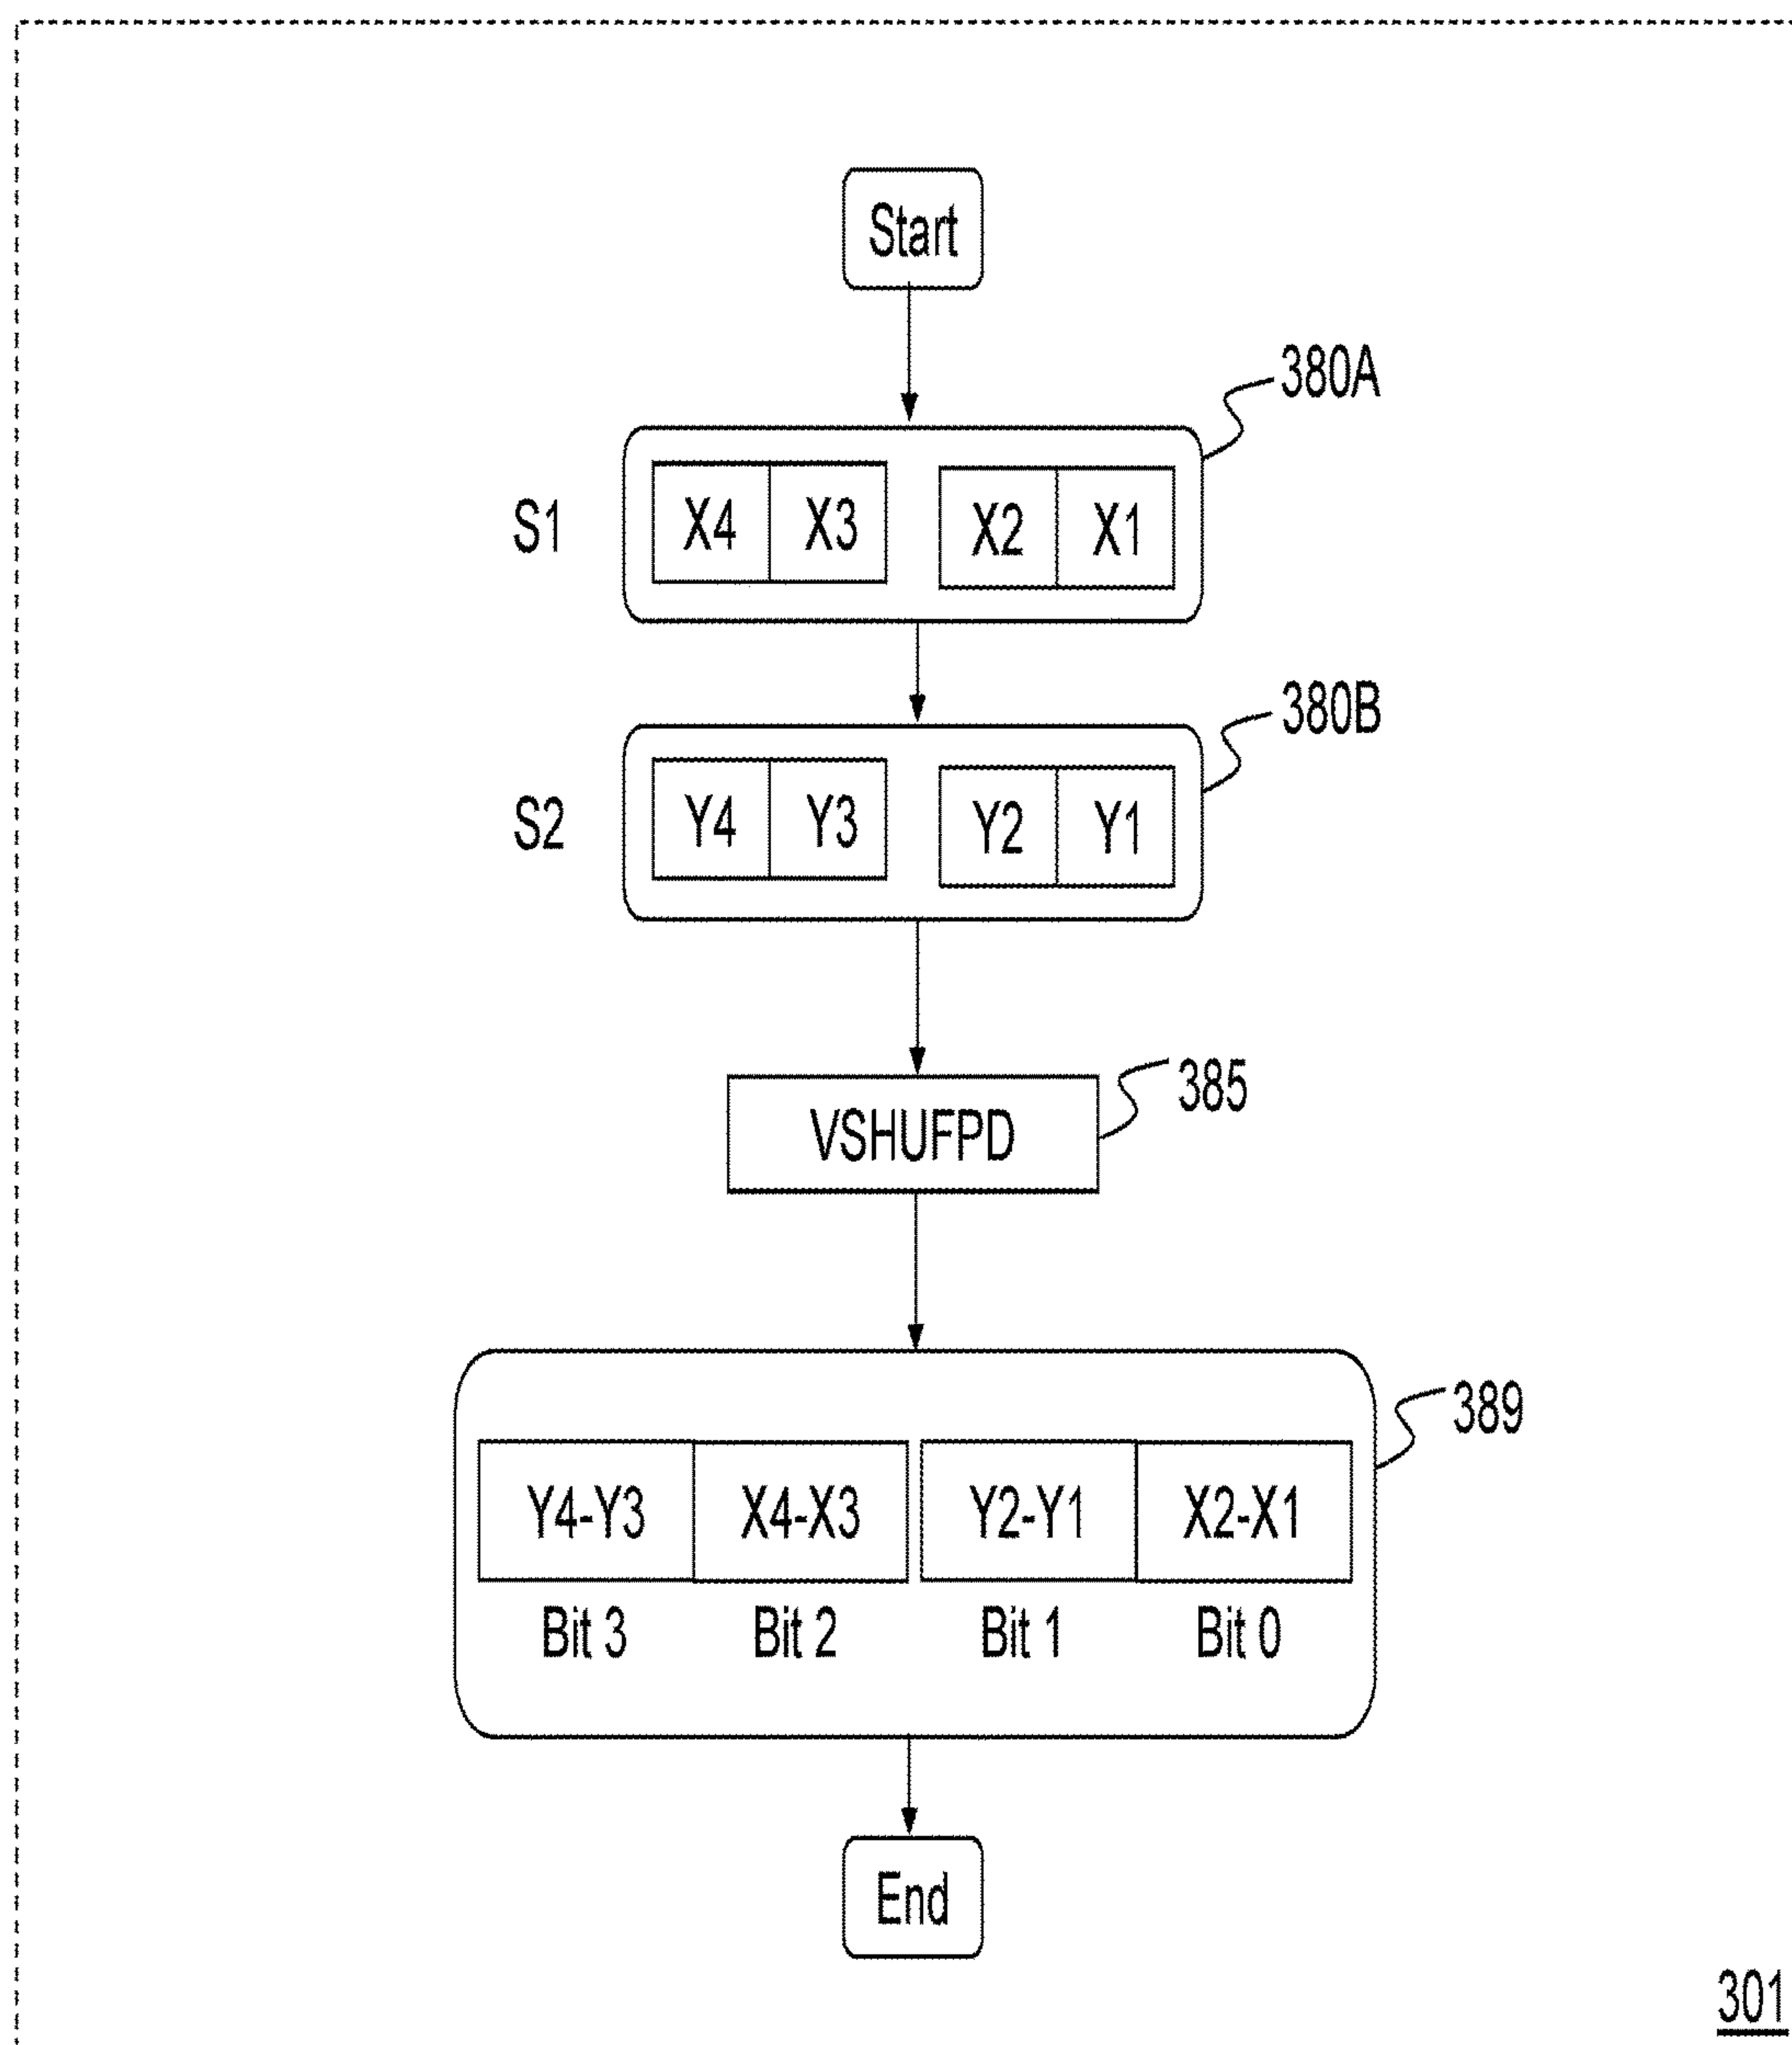 Start
380A
S1 X4 X3 X2 X1
380B
S2 Y4 Y3 Y2 Y1
385
VSHUFPD
389
Y4-Y3 X4-X3 Y2-Y1 X2-X1
Bit 3 Bit 2 Bit 1 Bit 0
End
301